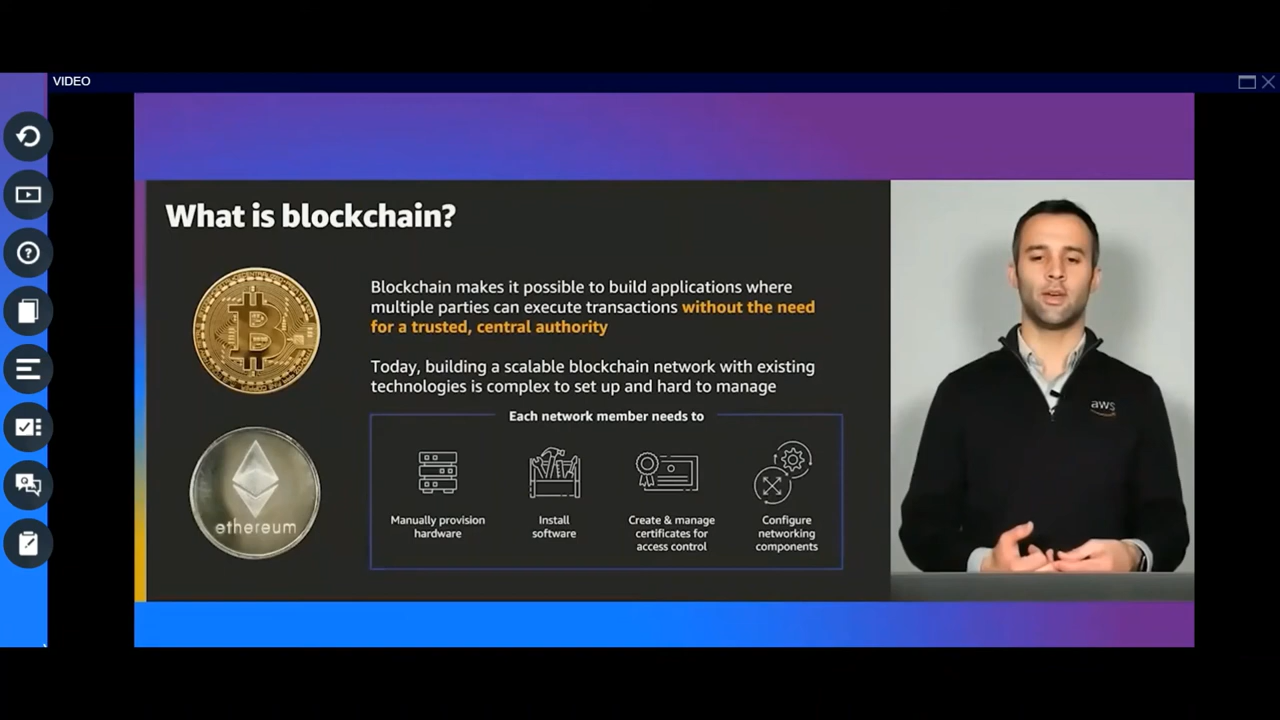 VIDEO
What is blockchain?
Blockchain makes it possible to build applications where
multiple parties can execute transactions without the need
for a trusted, central authority
Today, building a scalable blockchain network with existing
technologies is complex to set up and hard to manage
ethereum
Each network member needs to
Manually provision
hardware
Install
software
Create & manage
certificates for
access control
Configure
networking
components
aws